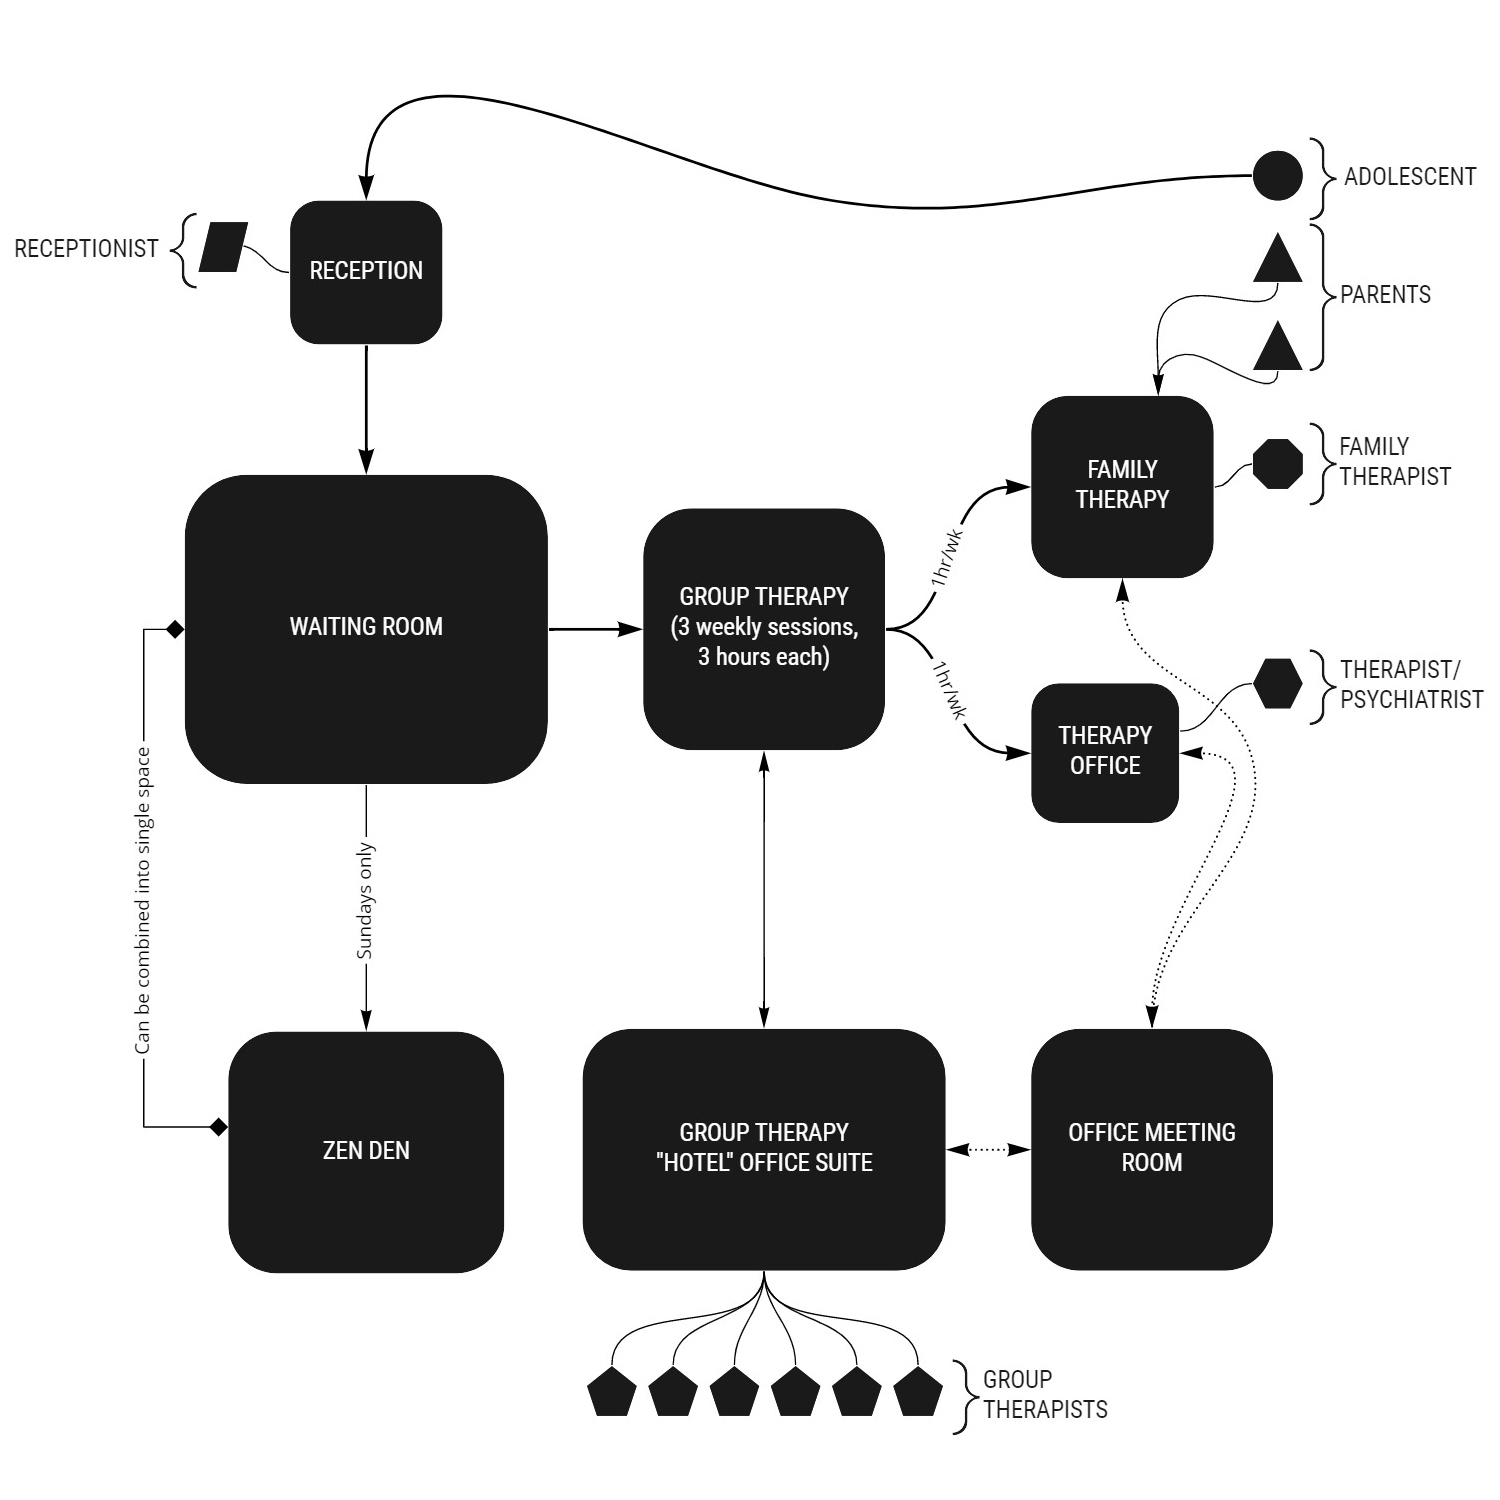 ADOLESCENT
RECEPTIONIST
RECEPTION
PARENTS
FAMILY
THERAPY
FAMILY
THERAPIST
WAITING ROOM
GROUP THERAPY
(3 weekly sessions,
3 hours each)
1hr/wk
1hr/wk
THERAPY
OFFICE
THERAPIST/
PSYCHIATRIST
Can be combined into single space
Sundays only
ZEN DEN
GROUP THERAPY
"HOTEL" OFFICE SUITE
OFFICE MEETING
ROOM
GROUP
THERAPISTS